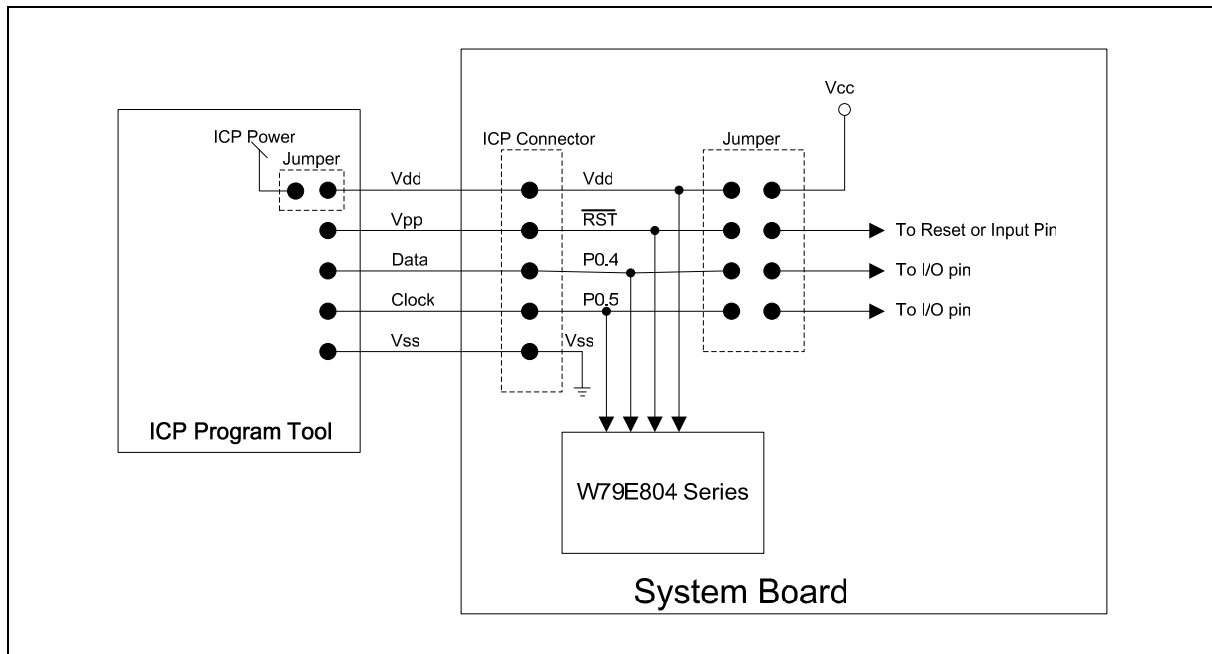 Vcc
ICP Power
ICP Connector
Jumper
Jumper
Vdd
Vdd
Vpp
RST
To Reset or Input Pin
Data
P0.4
To I/O pin
Clock
P0.5
To I/O pin
Vss
Vss
ICP Program Tool
W79E804 Series
System Board